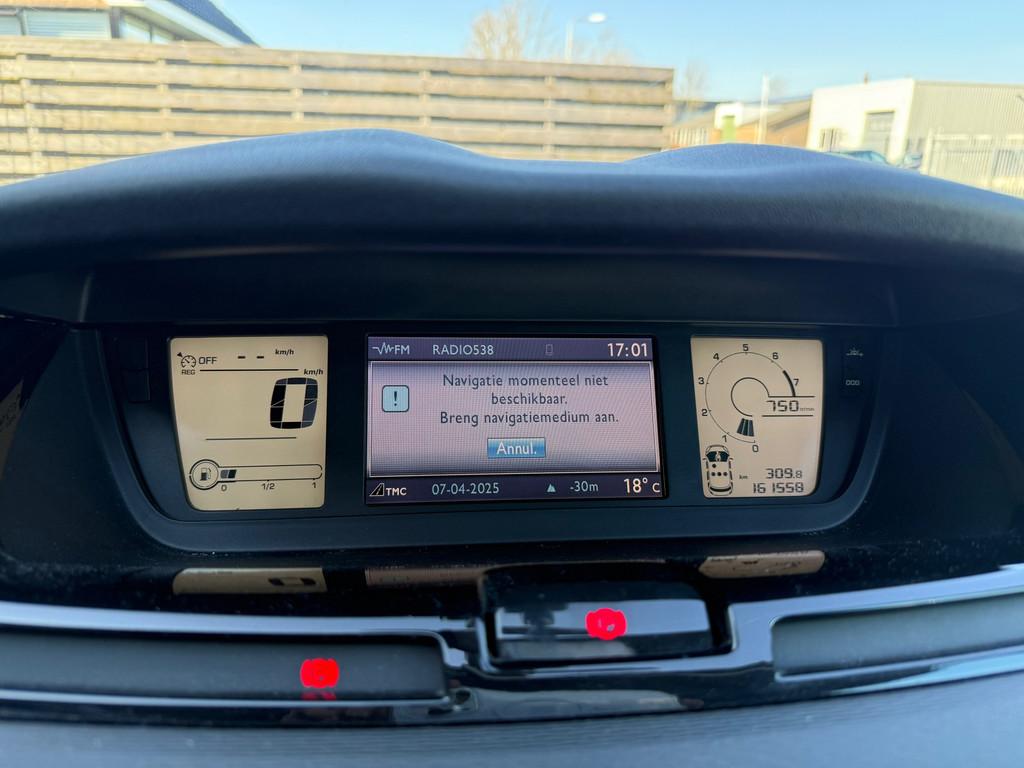 REG OFF -- km/h
km/h
0
0 1/2 1
FM RADIO538 17:01
Navigatie momenteel niet
beschikbaar.
Breng navigatiemedium aan.
Annul.
TMC 07-04-2025 -30m 18°C
0 1 2 3 4 5 6 7
750
km 309.8
161558